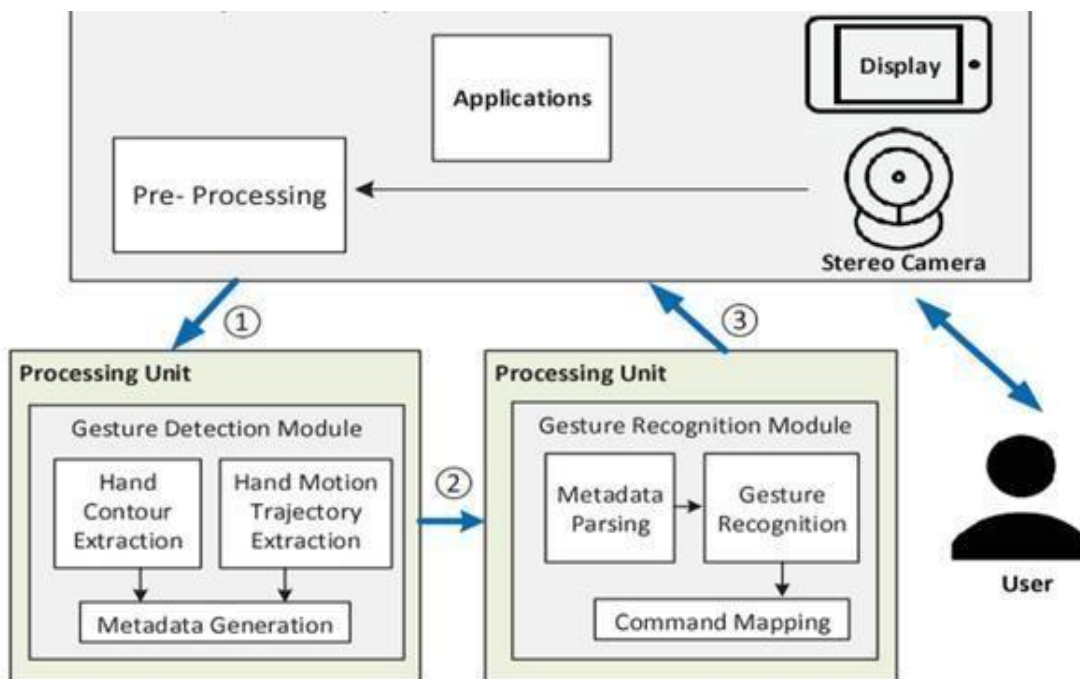 Display
Applications
Pre- Processing
Stereo Camera
①
③
Processing Unit
Gesture Detection Module
Hand
Contour
Extraction
Hand Motion
Trajectory
Extraction
Metadata Generation
②
Processing Unit
Gesture Recognition Module
Metadata
Parsing
Gesture
Recognition
Command Mapping
User